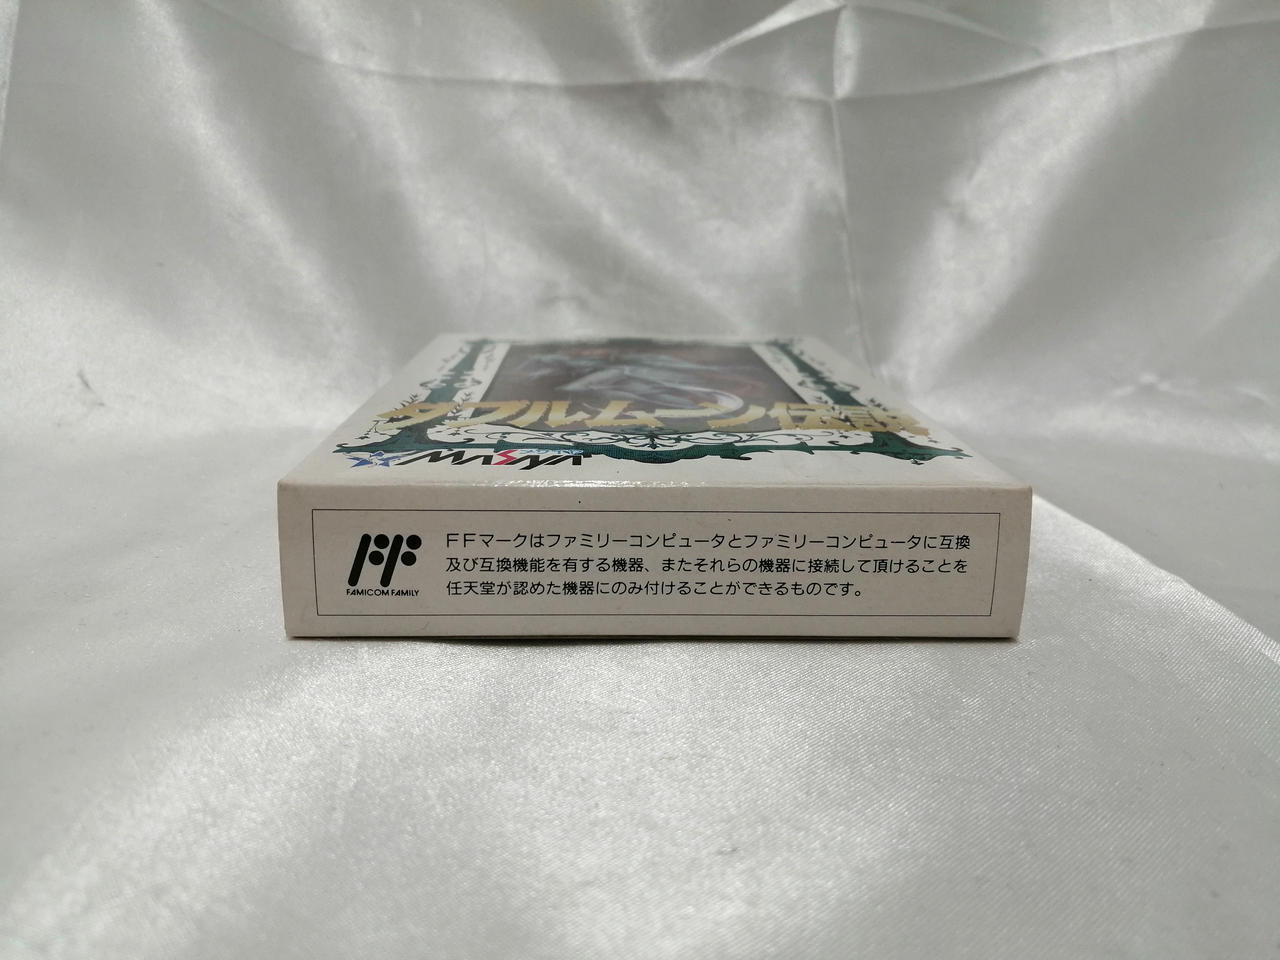 ダブルムーン伝説
FFマークはファミリーコンピュータとファミリーコンピュータに互換
及び互換機能を有する機器、またそれらの機器に接続して頂けることを
任天堂が認めた機器にのみ付けることができるものです。
FF
FAMICOM FAMILY